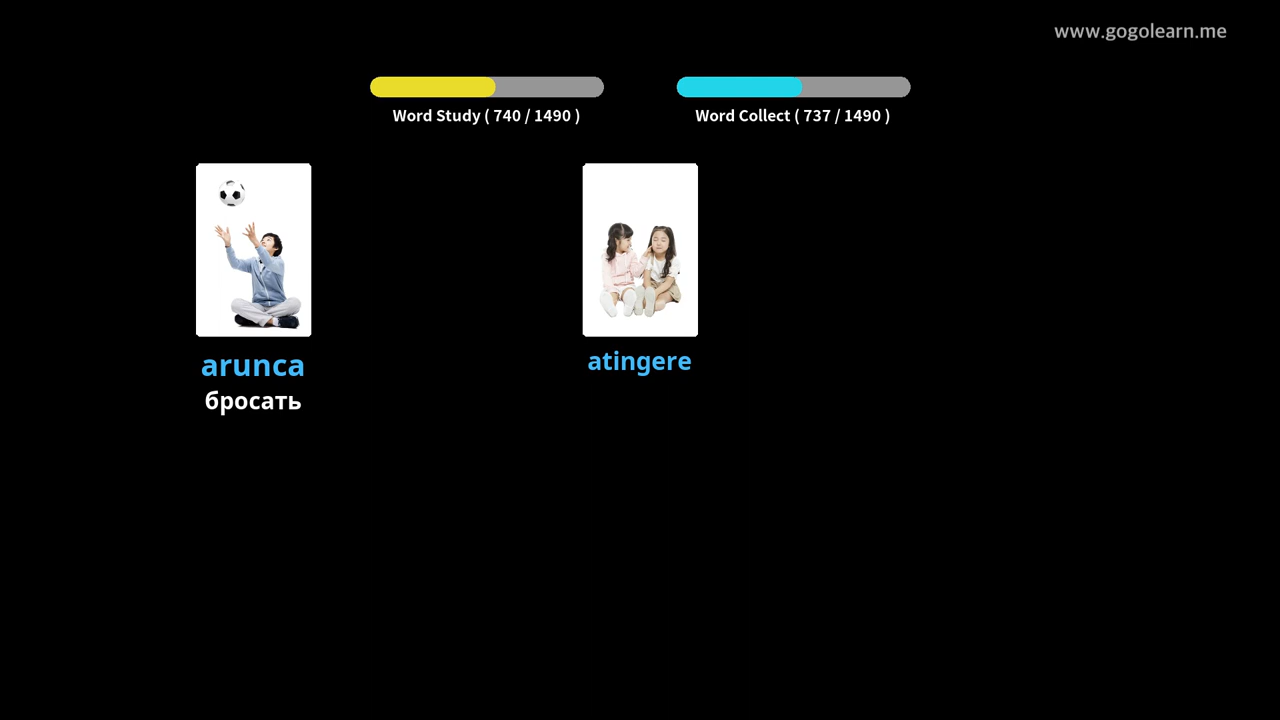 www.gogolearn.me
Word Study ( 740 / 1490 )
Word Collect ( 737 / 1490 )
arunca
бросать
atingere